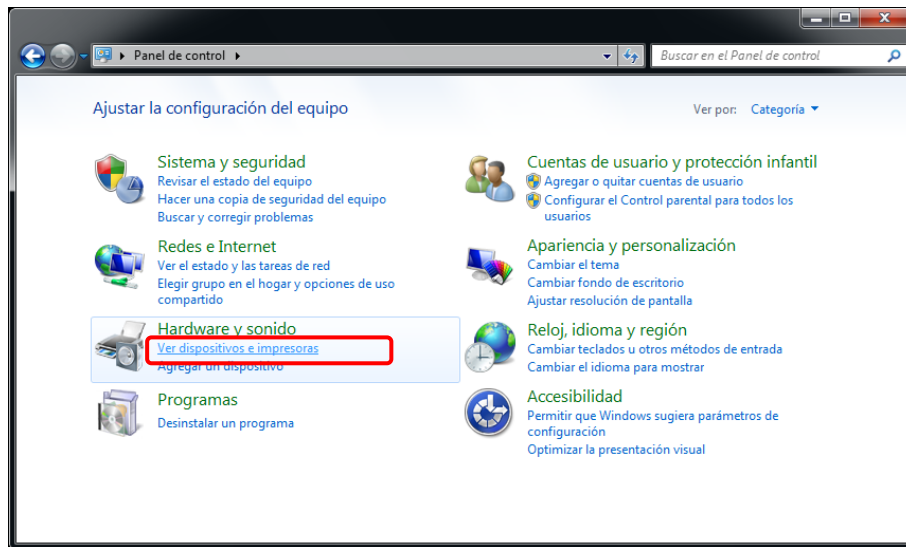 Panel de control
Buscar en el Panel de control
Ajustar la configuración del equipo
Ver por: Categoría
Sistema y seguridad
Revisar el estado del equipo
Hacer una copia de seguridad del equipo
Buscar y corregir problemas
Redes e Internet
Ver el estado y las tareas de red
Elegir grupo en el hogar y opciones de uso
compartido
Hardware y sonido
Ver dispositivos e impresoras
Agregar un dispositivo
Programas
Desinstalar un programa
Cuentas de usuario y protección infantil
Agregar o quitar cuentas de usuario
Configurar el Control parental para todos los
usuarios
Apariencia y personalización
Cambiar el tema
Cambiar fondo de escritorio
Ajustar resolución de pantalla
Reloj, idioma y región
Cambiar teclados u otros métodos de entrada
Cambiar el idioma para mostrar
Accesibilidad
Permitir que Windows sugiera parámetros de
configuración
Optimizar la presentación visual